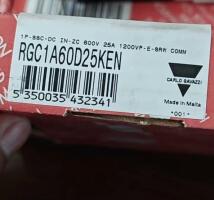 1P-SSC-DC IN-ZC 600V 25A 1200VP-E-SRR COMM
RGC1A60D25KEN
5 350035 432341
CARLO GAVAZZI
Made in Malta
*001*